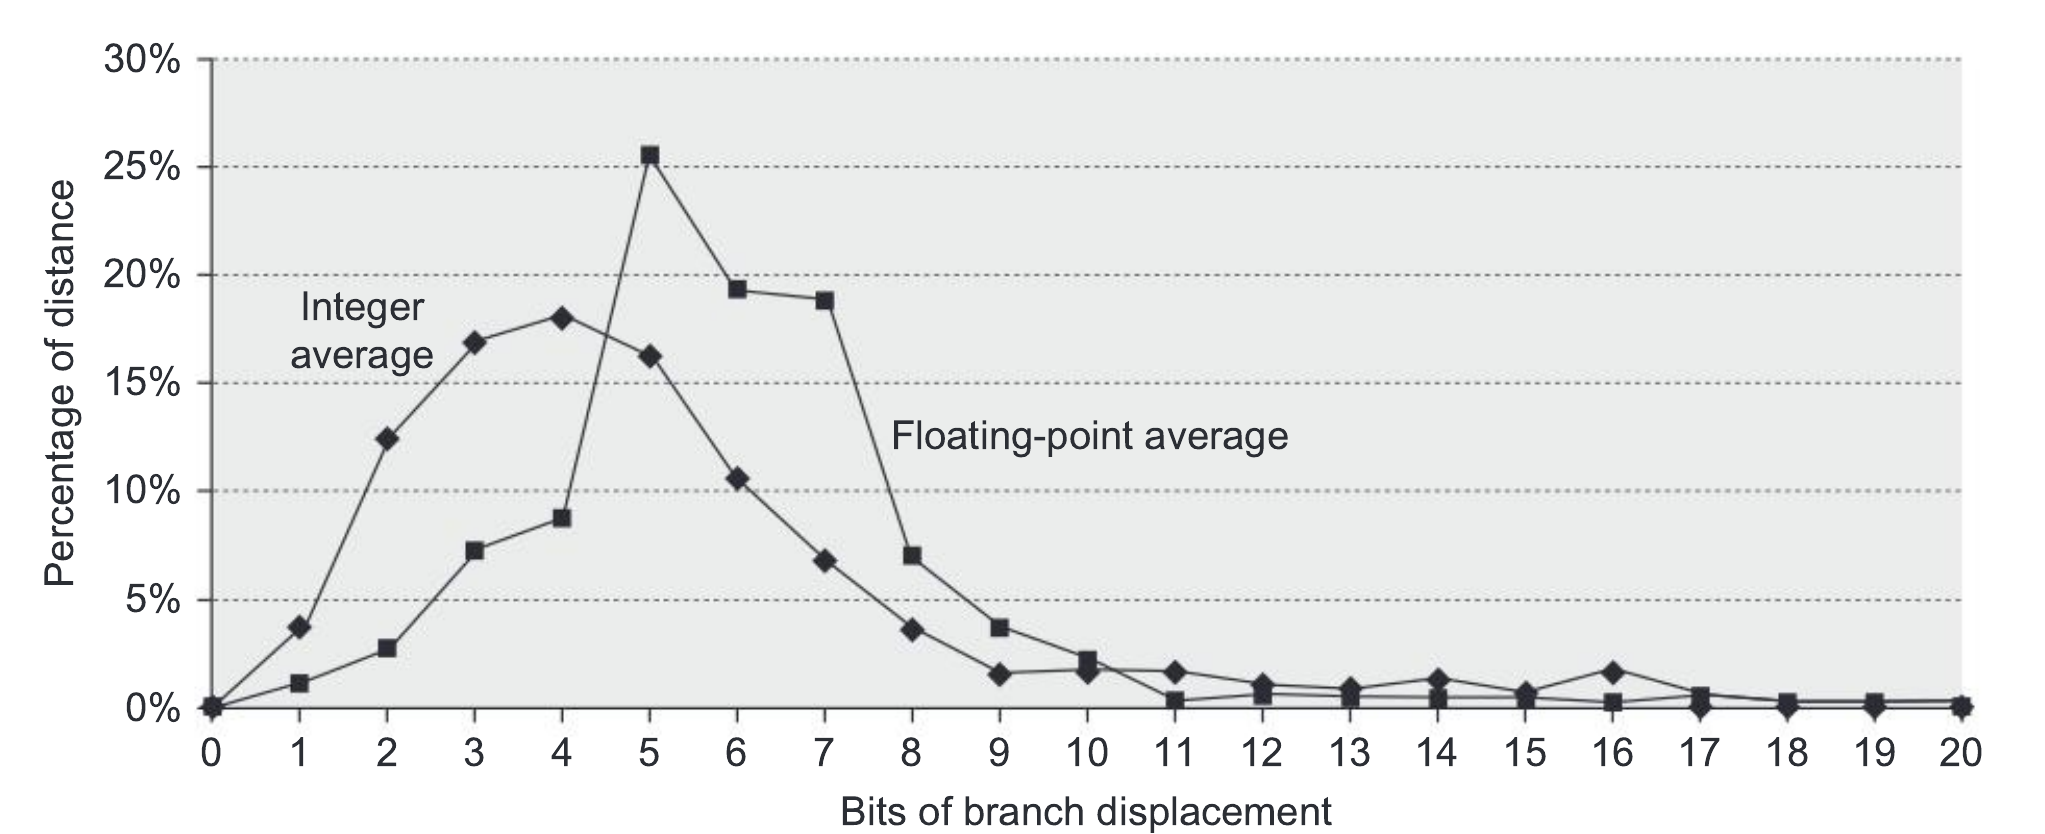 30%
25%
20%
15%
10%
5%
0%
Percentage of distance
Integer
average
Floating-point average
0 1 2 3 4 5 6 7 8 9 10 11 12 13 14 15 16 17 18 19 20
Bits of branch displacement